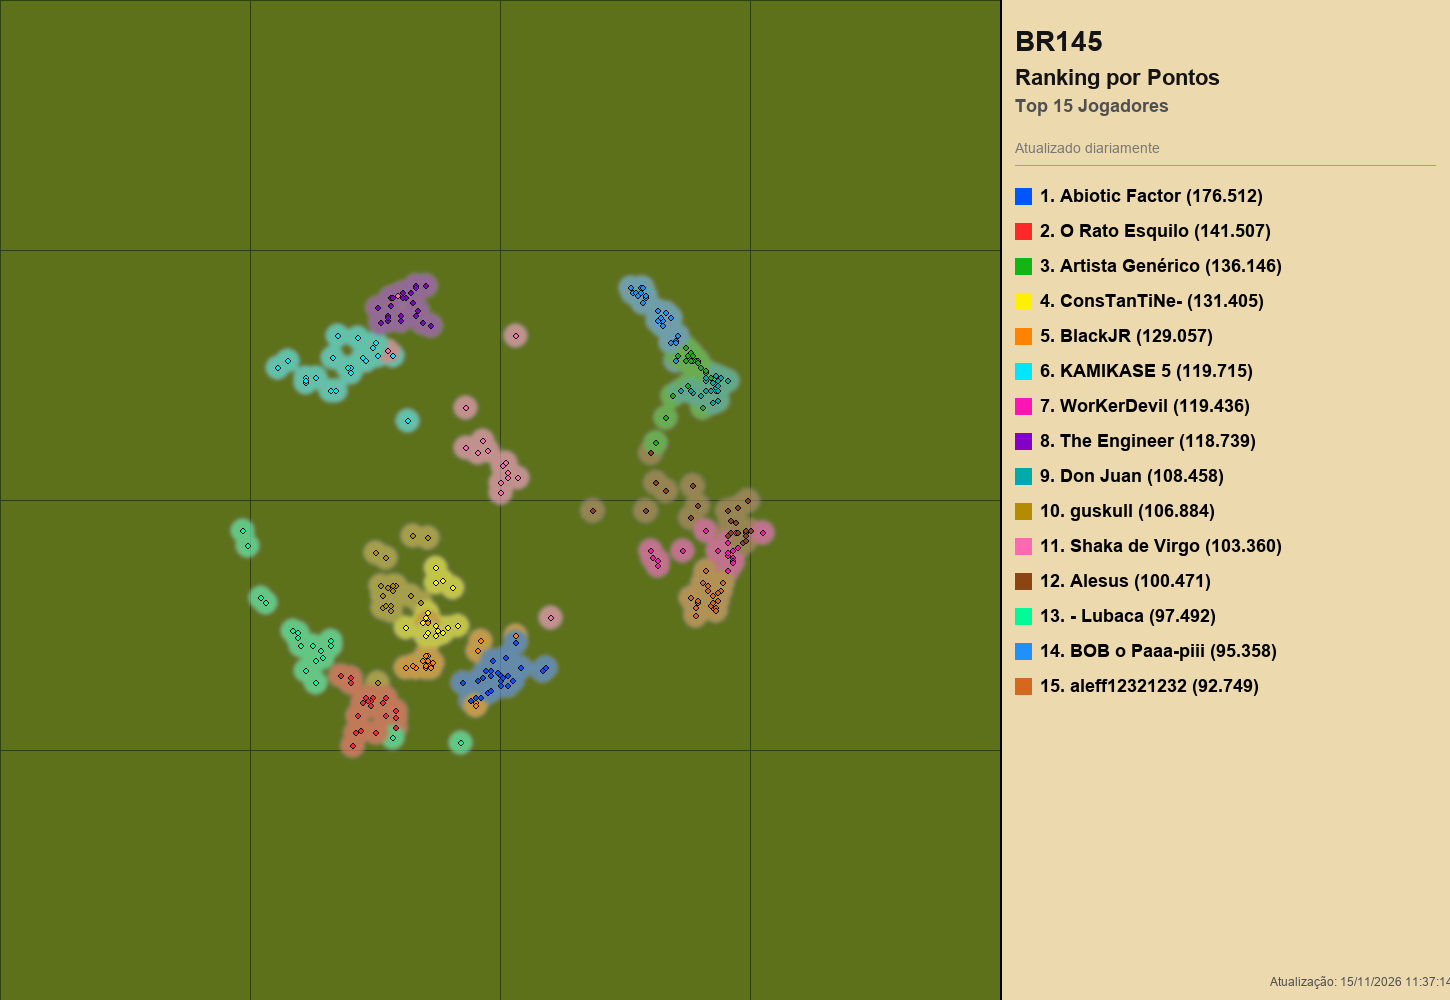 BR145
Ranking por Pontos
Top 15 Jogadores
Atualizado diariamente
1. Abiotic Factor (176.512)
2. O Rato Esquilo (141.507)
3. Artista Genérico (136.146)
4. ConsTanTiNe- (131.405)
5. BlackJR (129.057)
6. KAMIKASE 5 (119.715)
7. WorKerDevil (119.436)
8. The Engineer (118.739)
9. Don Juan (108.458)
10. guskull (106.884)
11. Shaka de Virgo (103.360)
12. Alesus (100.471)
13. - Lubaca (97.492)
14. BOB o Paaa-piii (95.358)
15. aleff12321232 (92.749)
Atualização: 15/11/2026 11:37:14